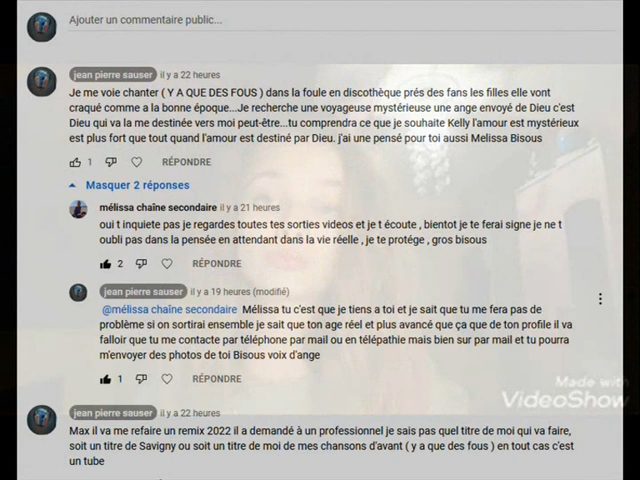 Ajouter un commentaire public...
jean pierre sauser il y a 22 heures
Je me voie chanter ( Y A QUE DES FOUS ) dans la foule en discothèque prés des fans les filles elle vont
craqué comme a la bonne époque...Je recherche une voyageuse mystérieuse une ange envoyé de Dieu c'est
Dieu qui va la me destinée vers moi peut-être...tu comprendra ce que je souhaite Kelly l'amour est mystérieux
est plus fort que tout quand l'amour est destiné par Dieu. j'ai une pensé pour toi aussi Melissa Bisous
1 RÉPONDRE
Masquer 2 réponses
mélissa chaîne secondaire il y a 21 heures
oui t inquiete pas je regardes toutes tes sorties videos et je t écoute , bientot je te ferai signe je ne t
oubli pas dans la pensée en attendant dans la vie réelle , je te protége , gros bisous
2 RÉPONDRE
jean pierre sauser il y a 19 heures (modifié)
@mélissa chaîne secondaire Mélissa tu c'est que je tiens a toi et je sait que tu me fera pas de
problème si on sortirai ensemble je sait que ton age réel et plus avancé que ça que de ton profile il va
falloir que tu me contacte par téléphone par mail ou en télépathie mais bien sur par mail et tu pourra
m'envoyer des photos de toi Bisous voix d'ange
1 RÉPONDRE
Made with
VideoShow
jean pierre sauser il y a 22 heures
Max il va me refaire un remix 2022 il a demandé à un professionnel je sais pas quel titre de moi qui va faire,
soit un titre de Savigny ou soit un titre de moi de mes chansons d'avant ( y a que des fous ) en tout cas c'est
un tube